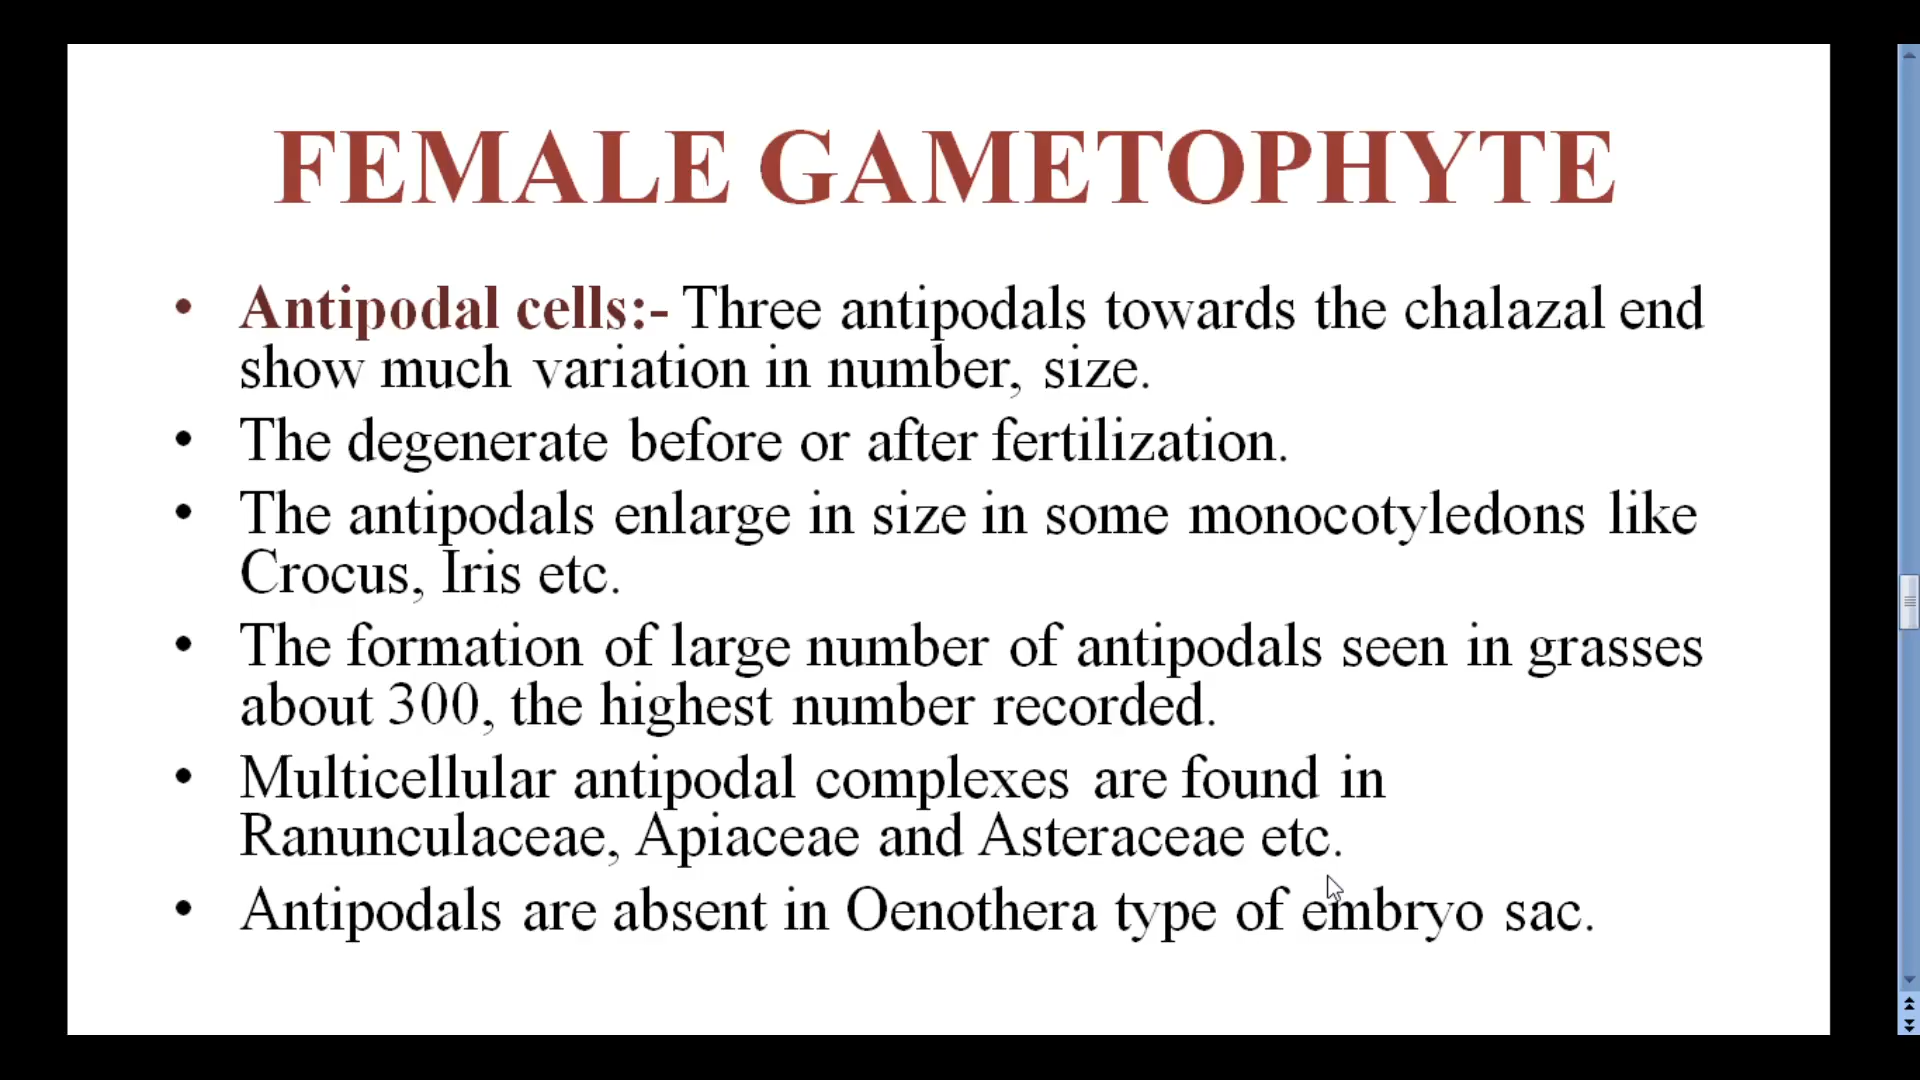 FEMALE GAMETOPHYTE
• Antipodal cells:- Three antipodals towards the chalazal end
show much variation in number, size.
• The degenerate before or after fertilization.
• The antipodals enlarge in size in some monocotyledons like
Crocus, Iris etc.
• The formation of large number of antipodals seen in grasses
about 300, the highest number recorded.
• Multicellular antipodal complexes are found in
Ranunculaceae, Apiaceae and Asteraceae etc.
• Antipodals are absent in Oenothera type of embryo sac.